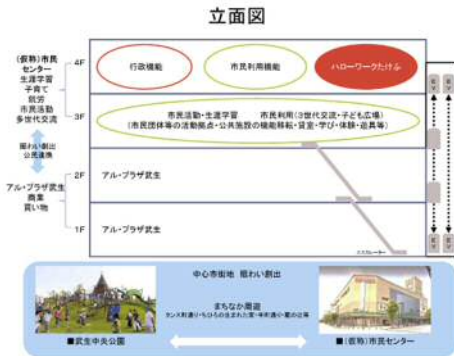 立面図
(仮称)市民
センター
生涯学習
子育て
就労
市民活動
多世代交流
賑わい創出
公民連携
アル・プラザ武生
商業
買い物
4F
行政機能
市民利用機能
ハローワークたけふ
3F
市民活動・生涯学習 市民利用(3世代交流・子ども広場)
(市民団体等の活動拠点・公共施設の機能移転・貸室・学び・体験・遊具等)
2F
アル・プラザ武生
1F
アル・プラザ武生
エスカレーター
EV
EV
EV
EV
中心市街地 賑わい創出
まちなか周遊
■武生中央公園
■(仮称)市民センター